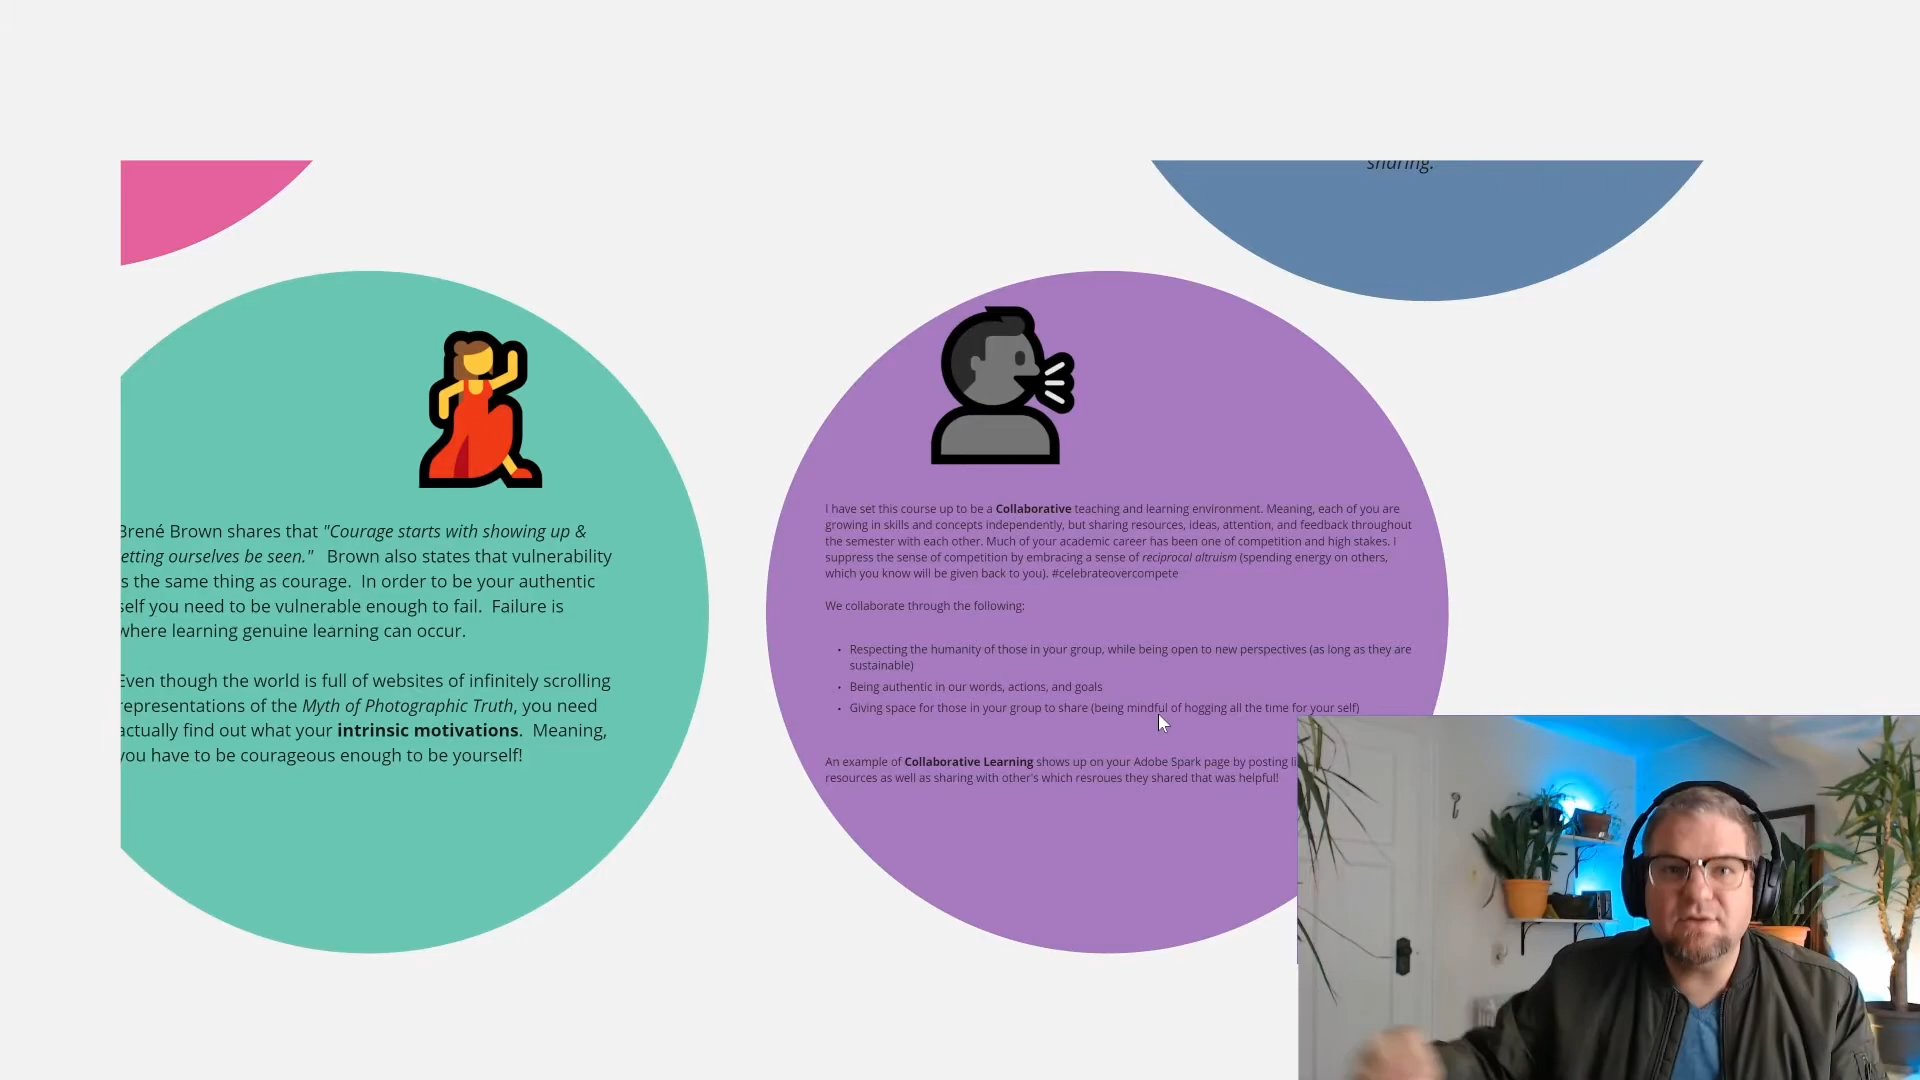 sharing.
Brené Brown shares that "Courage starts with showing up &
etting ourselves be seen." Brown also states that vulnerability
is the same thing as courage. In order to be your authentic
self you need to be vulnerable enough to fail. Failure is
where learning genuine learning can occur.
Even though the world is full of websites of infinitely scrolling
representations of the Myth of Photographic Truth, you need
actually find out what your intrinsic motivations. Meaning,
you have to be courageous enough to be yourself!
I have set this course up to be a Collaborative teaching and learning environment. Meaning, each of you are
growing in skills and concepts independently, but sharing resources, ideas, attention, and feedback throughout
the semester with each other. Much of your academic career has been one of competition and high stakes. I
suppress the sense of competition by embracing a sense of reciprocal altruism (spending energy on others,
which you know will be given back to you). #celebrateovercompete
We collaborate through the following:
• Respecting the humanity of those in your group, while being open to new perspectives (as long as they are
sustainable)
• Being authentic in our words, actions, and goals
• Giving space for those in your group to share (being mindful of hogging all the time for your self)
An example of Collaborative Learning shows up on your Adobe Spark page by posting li
resources as well as sharing with other's which resroues they shared that was helpful!